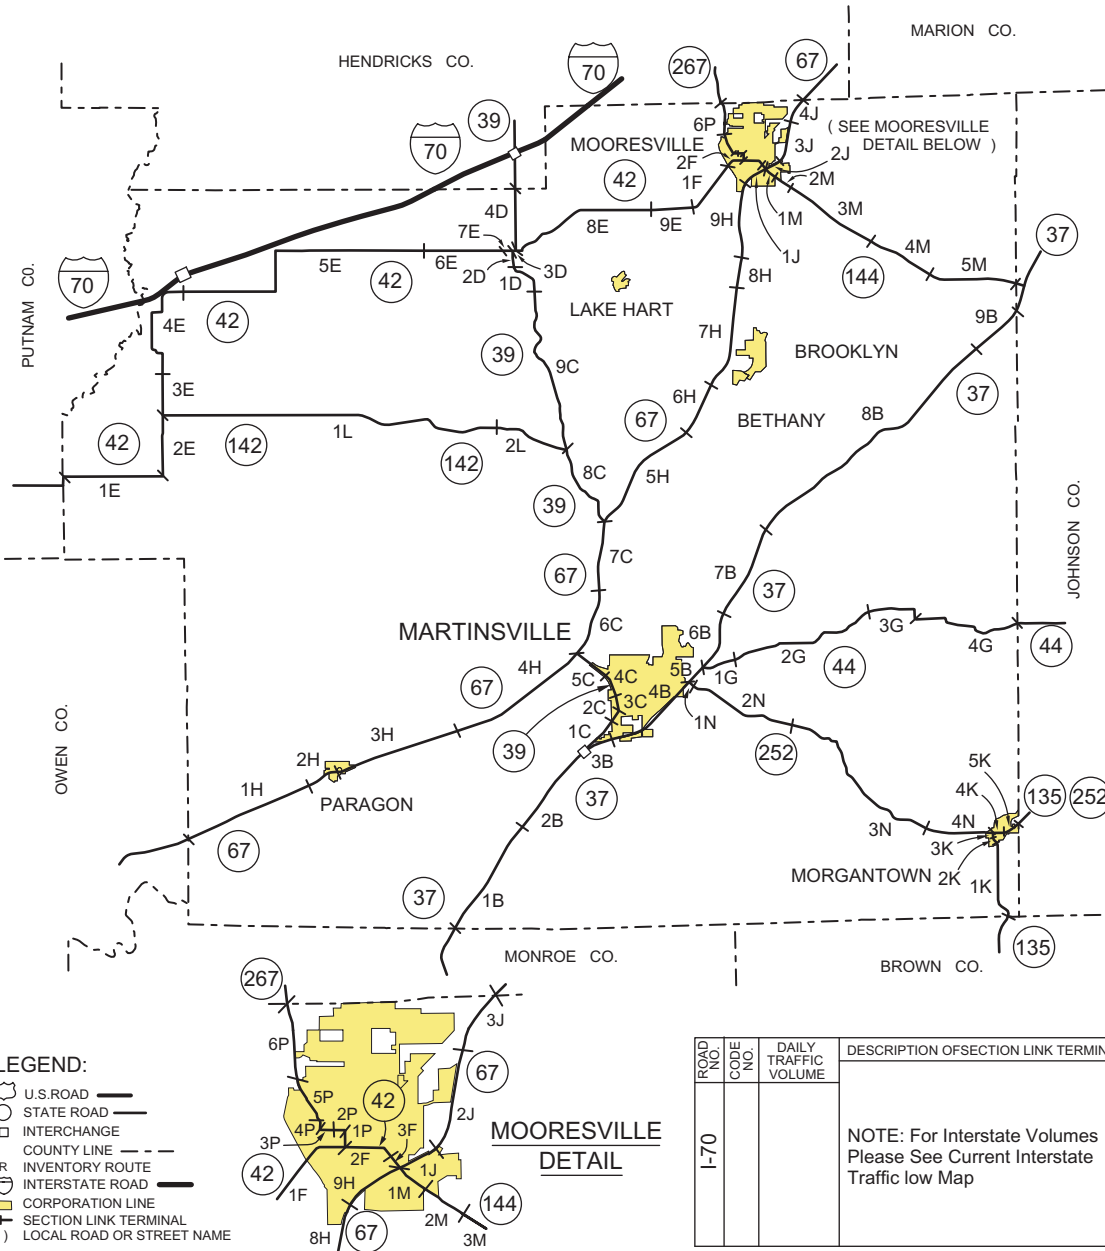 MARION CO.
HENDRICKS CO.
70
267
67
39
70
4J
6P
( SEE MOORESVILLE
DETAIL BELOW )
MOORESVILLE
3J
2J
2F
1F
2M
42
1M
3M
4D
8E
9E
9H
1J
37
7E
4M
5E
6E
3D
2D
1D
8H
5M
144
70
42
PUTNAM CO.
LAKE HART
42
4E
7H
9B
39
BROOKLYN
9C
37
3E
6H
BETHANY
8B
67
42
142
1L
2E
142
2L
5H
1E
8C
39
JOHNSON CO.
7C
67
7B
37
6C
3G
MARTINSVILLE
6B
4G
44
4H
5B
1G
2G
44
5C
4C
4B
67
3C
2N
1N
2C
OWEN CO.
3H
1C
39
3B
252
2H
5K
1H
PARAGON
37
4K
135
252
2B
3N
4N
67
3K
MORGANTOWN
2K
1K
37
1B
135
MONROE CO.
BROWN CO.
267
3J
6P
67
5P
42
2J
2P
4P
1P
3F
3P
MOORESVILLE
DETAIL
42
2F
1J
9H
1F
1M
144
2M
67
8H
3M
LEGEND:
U.S.ROAD
STATE ROAD
INTERCHANGE
COUNTY LINE
R INVENTORY ROUTE
INTERSTATE ROAD
CORPORATION LINE
SECTION LINK TERMINAL
) LOCAL ROAD OR STREET NAME
ROAD NO.
CODE NO.
DAILY
TRAFFIC
VOLUME
DESCRIPTION OFSECTION LINK TERMIN
I-70
NOTE: For Interstate Volumes
Please See Current Interstate
Traffic low Map